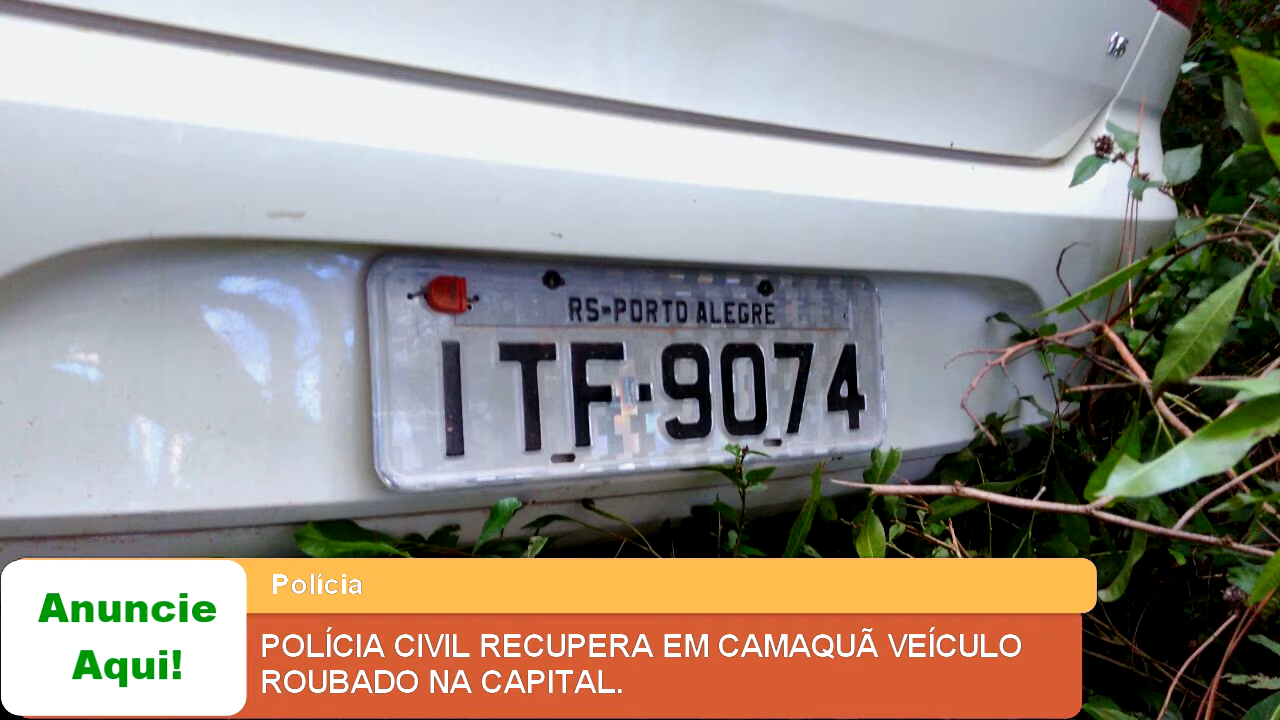 RS-PORTO ALEGRE
ITF-9074
Polícia
Anuncie
Aqui!
POLÍCIA CIVIL RECUPERA EM CAMAQUÃ VEÍCULO
ROUBADO NA CAPITAL.